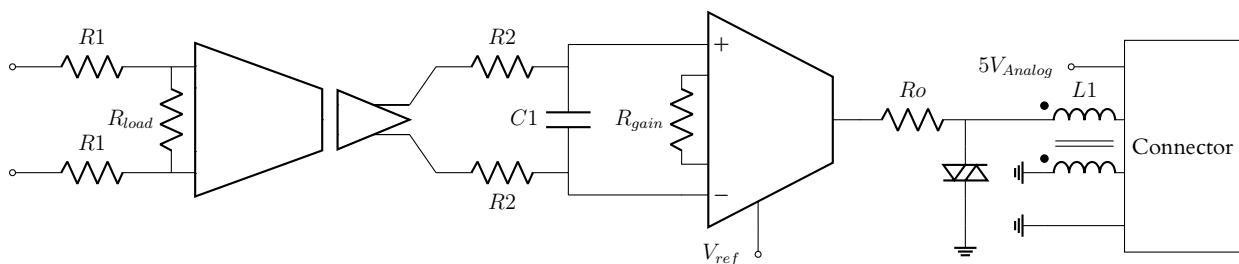 R1
R1
R_load
R2
R2
C1
+
−
R_gain
V_ref
Ro
5V_Analog
L1
Connector